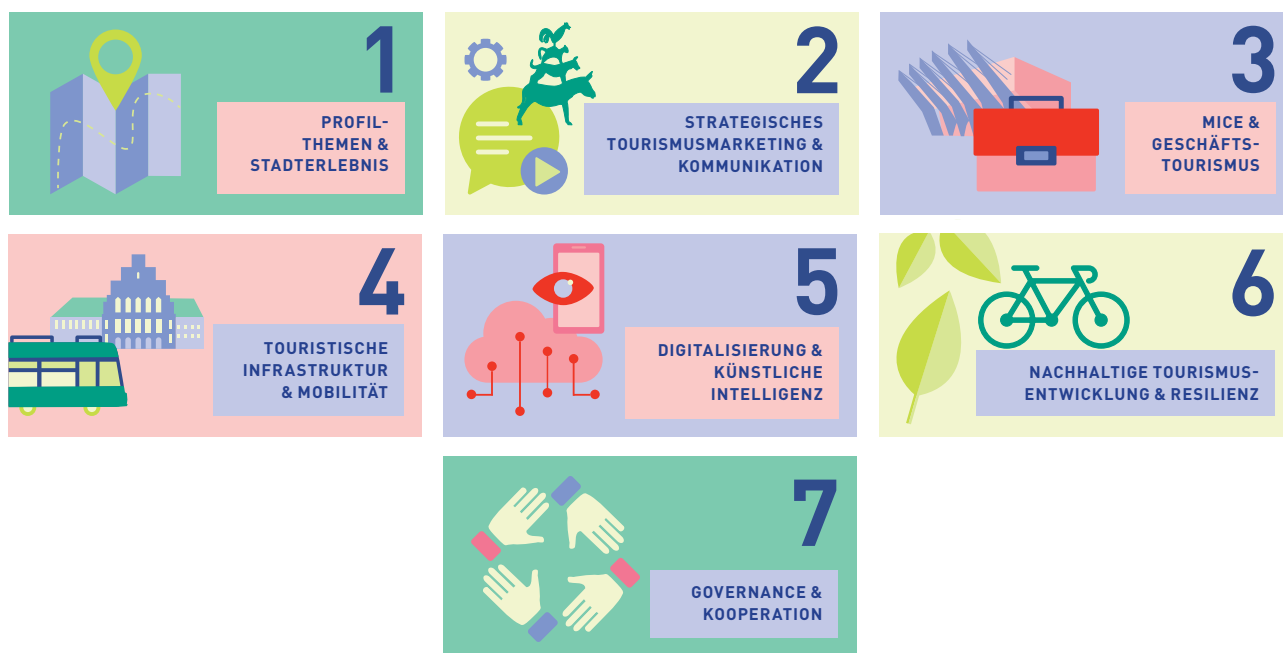 1
PROFIL-
THEMEN &
STADTERLEBNIS
2
STRATEGISCHES
TOURISMUSMARKETING &
KOMMUNIKATION
3
MICE &
GESCHÄFTS-
TOURISMUS
4
TOURISTISCHE
INFRASTRUKTUR
& MOBILITÄT
5
DIGITALISIERUNG &
KÜNSTLICHE
INTELLIGENZ
6
NACHHALTIGE TOURISMUS-
ENTWICKLUNG & RESILIENZ
7
GOVERNANCE &
KOOPERATION